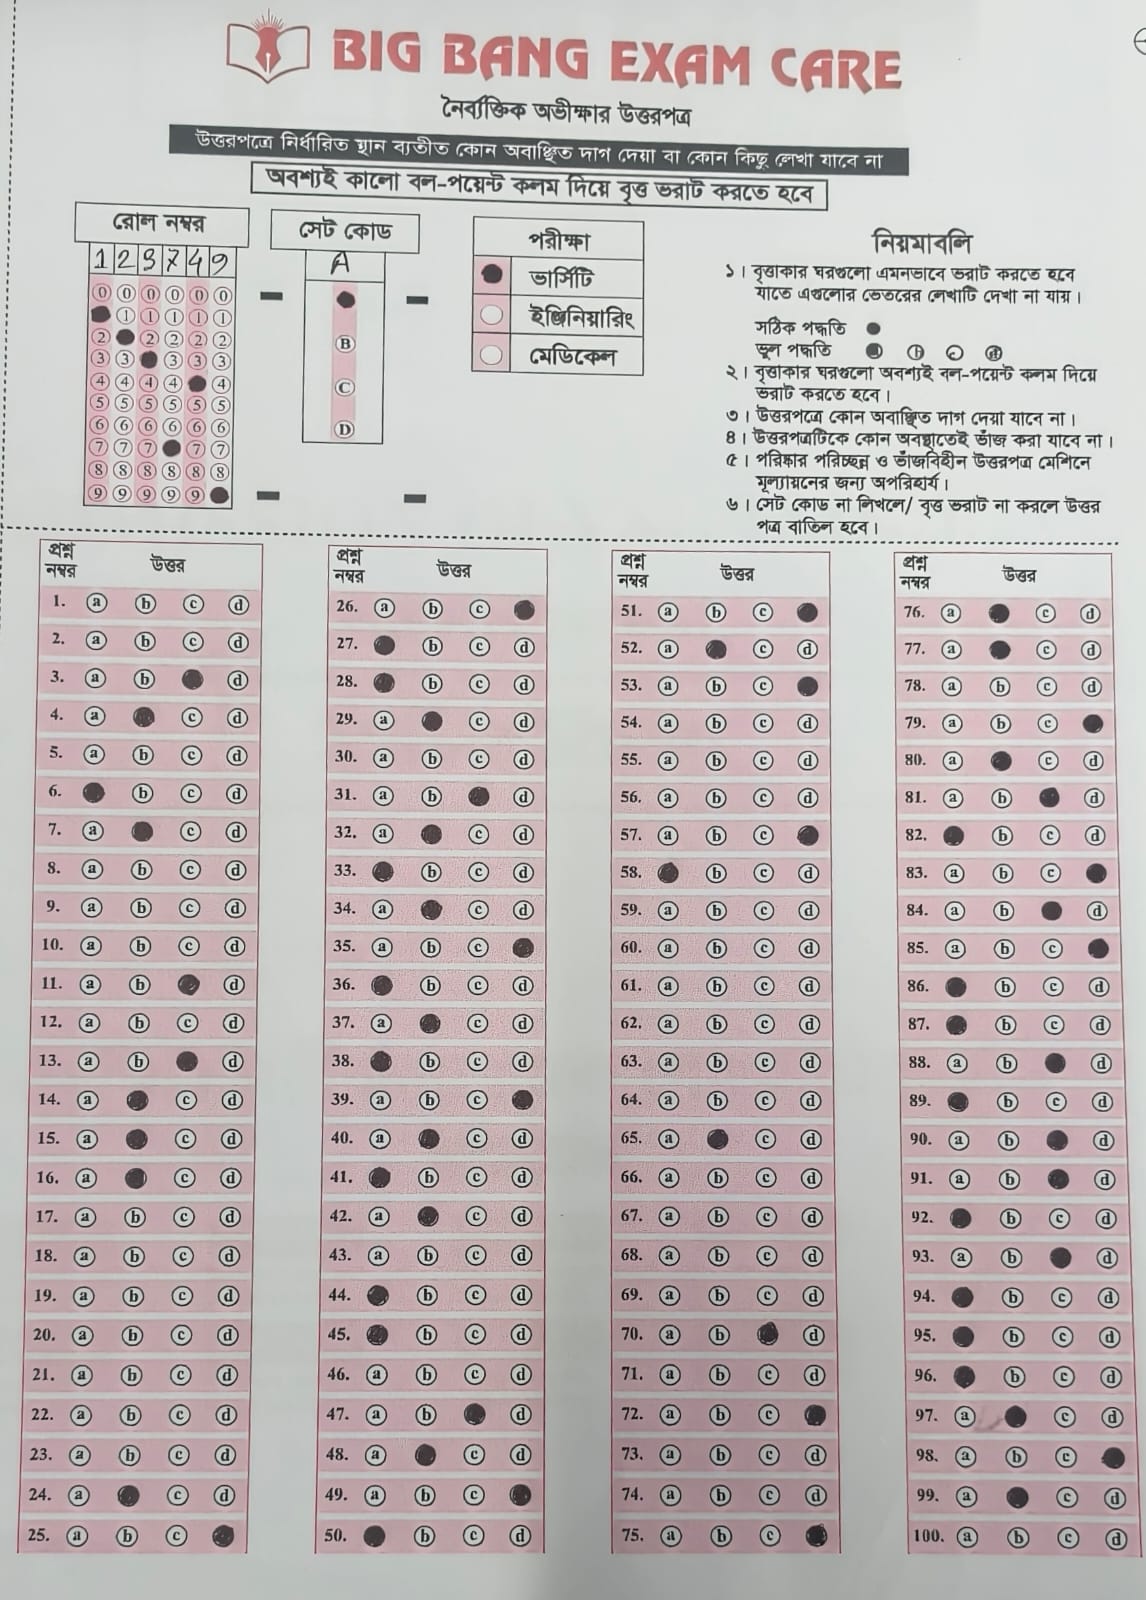 BIG BANG EXAM CARE
নৈর্ব্যক্তিক অভীক্ষার উত্তরপত্র
উত্তরপত্রে নির্ধারিত স্থান ব্যতীত কোন অবাঞ্ছিত দাগ দেয়া বা কোন কিছু লেখা যাবে না
অবশ্যই কালো বল-পয়েন্ট কলম দিয়ে বৃত্ত ভরাট করতে হবে
রোল নম্বর
1 2 3 7 4 9
0 0 0 0 0 0
1 1 1 1 1
2 2 2 2 2
3 3 3 3 3
4 4 4 4 4
5 5 5 5 5 5
6 6 6 6 6 6
7 7 7 7 7
8 8 8 8 8 8
9 9 9 9 9
সেট কোড
A
B
C
D
পরীক্ষা
ভার্সিটি
ইঞ্জিনিয়ারিং
মেডিকেল
নিয়মাবলি
১। বৃত্তাকার ঘরগুলো এমনভাবে ভরাট করতে হবে
যাতে এগুলোর ভেতরের লেখাটি দেখা না যায়।
সঠিক পদ্ধতি
ভুল পদ্ধতি
২। বৃত্তাকার ঘরগুলো অবশ্যই বল-পয়েন্ট কলম দিয়ে
ভরাট করতে হবে।
৩। উত্তরপত্রে কোন অবাঞ্ছিত দাগ দেয়া যাবে না।
৪। উত্তরপত্রটিকে কোন অবস্থাতেই ভাঁজ করা যাবে না।
৫। পরিষ্কার পরিচ্ছন্ন ও ভাঁজবিহীন উত্তরপত্র মেশিনে
মূল্যায়নের জন্য অপরিহার্য।
৬। সেট কোড না লিখলে/ বৃত্ত ভরাট না করলে উত্তর
পত্র বাতিল হবে।
প্রশ্ন নম্বর উত্তর
1. a b c d
2. a b c d
3. a b d
4. a c d
5. a b c d
6. b c d
7. a c d
8. a b c d
9. a b c d
10. a b c d
11. a b d
12. a b c d
13. a b d
14. a c d
15. a c d
16. a c d
17. a b c d
18. a b c d
19. a b c d
20. a b c d
21. a b c d
22. a b c d
23. a b c d
24. a c d
25. a b c
প্রশ্ন নম্বর উত্তর
26. a b c
27. b c d
28. b c d
29. a c d
30. a b c d
31. a b d
32. a c d
33. b c d
34. a c d
35. a b c
36. b c d
37. a c d
38. b c d
39. a b c
40. a c d
41. b c d
42. a c d
43. a b c d
44. b c d
45. b c d
46. a b c d
47. a b d
48. a c d
49. a b c
50. b c d
প্রশ্ন নম্বর উত্তর
51. a b c
52. a c d
53. a b c
54. a b c d
55. a b c d
56. a b c d
57. a b c
58. b c d
59. a b c d
60. a b c d
61. a b c d
62. a b c d
63. a b c d
64. a b c d
65. a c d
66. a b c d
67. a b c d
68. a b c d
69. a b c d
70. a b d
71. a b c d
72. a b c
73. a b c d
74. a b c d
75. a b c
প্রশ্ন নম্বর উত্তর
76. a c d
77. a c d
78. a b c d
79. a b c
80. a c d
81. a b d
82. b c d
83. a b c
84. a b d
85. a b c
86. b c d
87. b c d
88. a b d
89. b c d
90. a b d
91. a b d
92. b c d
93. a b d
94. b c d
95. b c d
96. b c d
97. a c d
98. a b c
99. a c d
100. a b c d